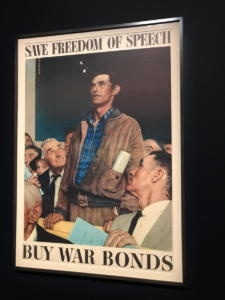 SAVE FREEDOM OF SPEECH
BUY WAR BONDS